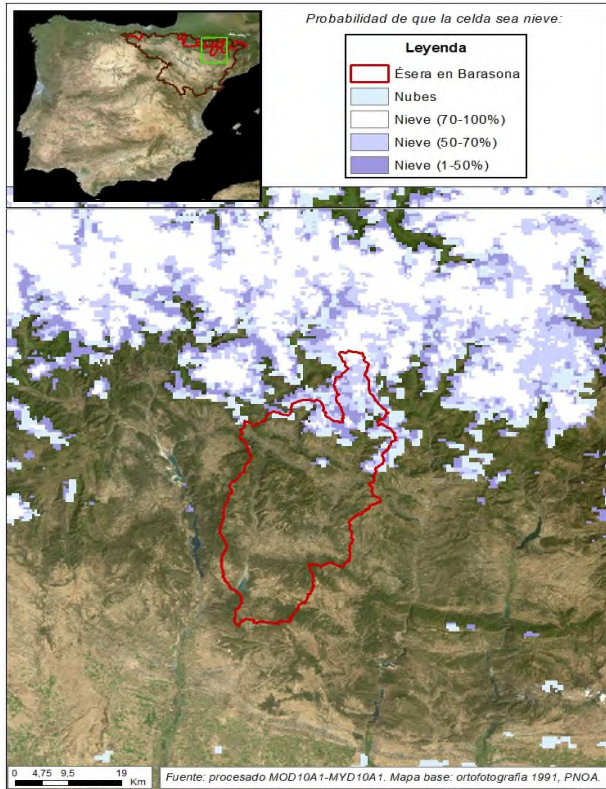 Probabilidad de que la celda sea nieve:
Leyenda
Ésera en Barasona
Nubes
Nieve (70-100%)
Nieve (50-70%)
Nieve (1-50%)
0 4,75 9,5 19
Km
Fuente: procesado MOD10A1-MYD10A1. Mapa base: ortofotografia 1991, PNOA.